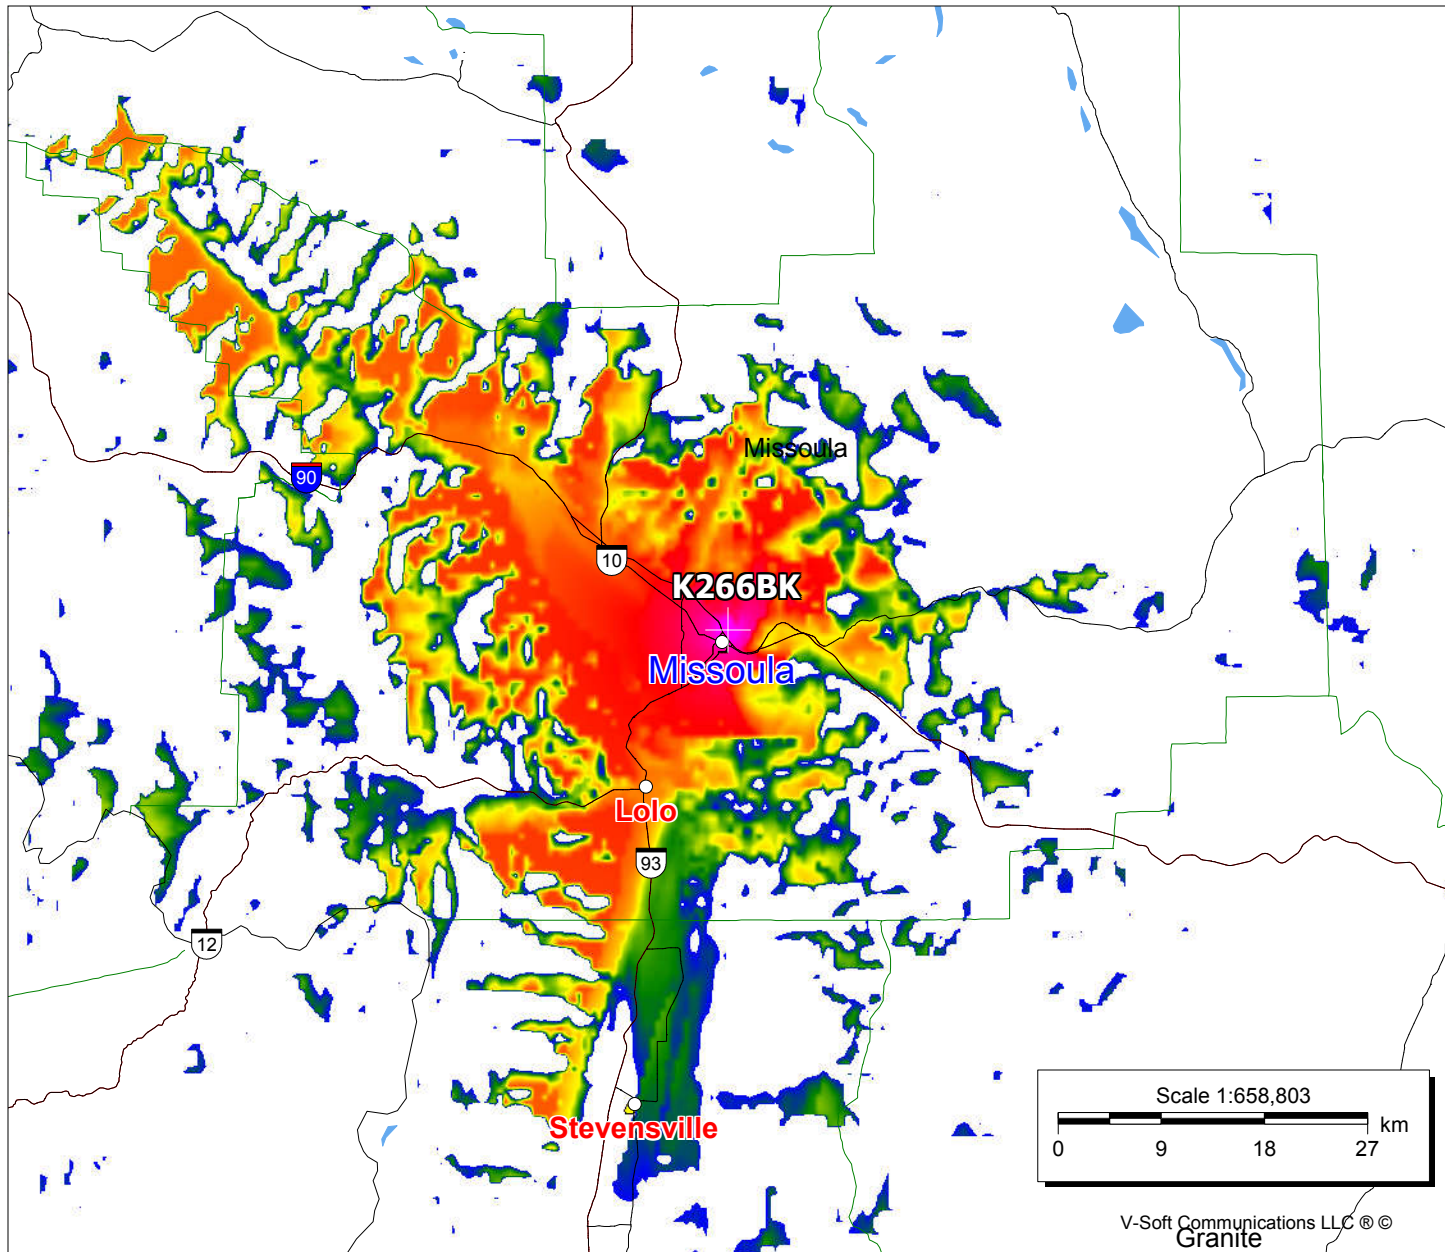 Missoula
90
10
K266BK
Missoula
Lolo
93
12
Stevensville
Scale 1:658,803
km
0 9 18 27
V-Soft Communications LLC ® ©
Granite